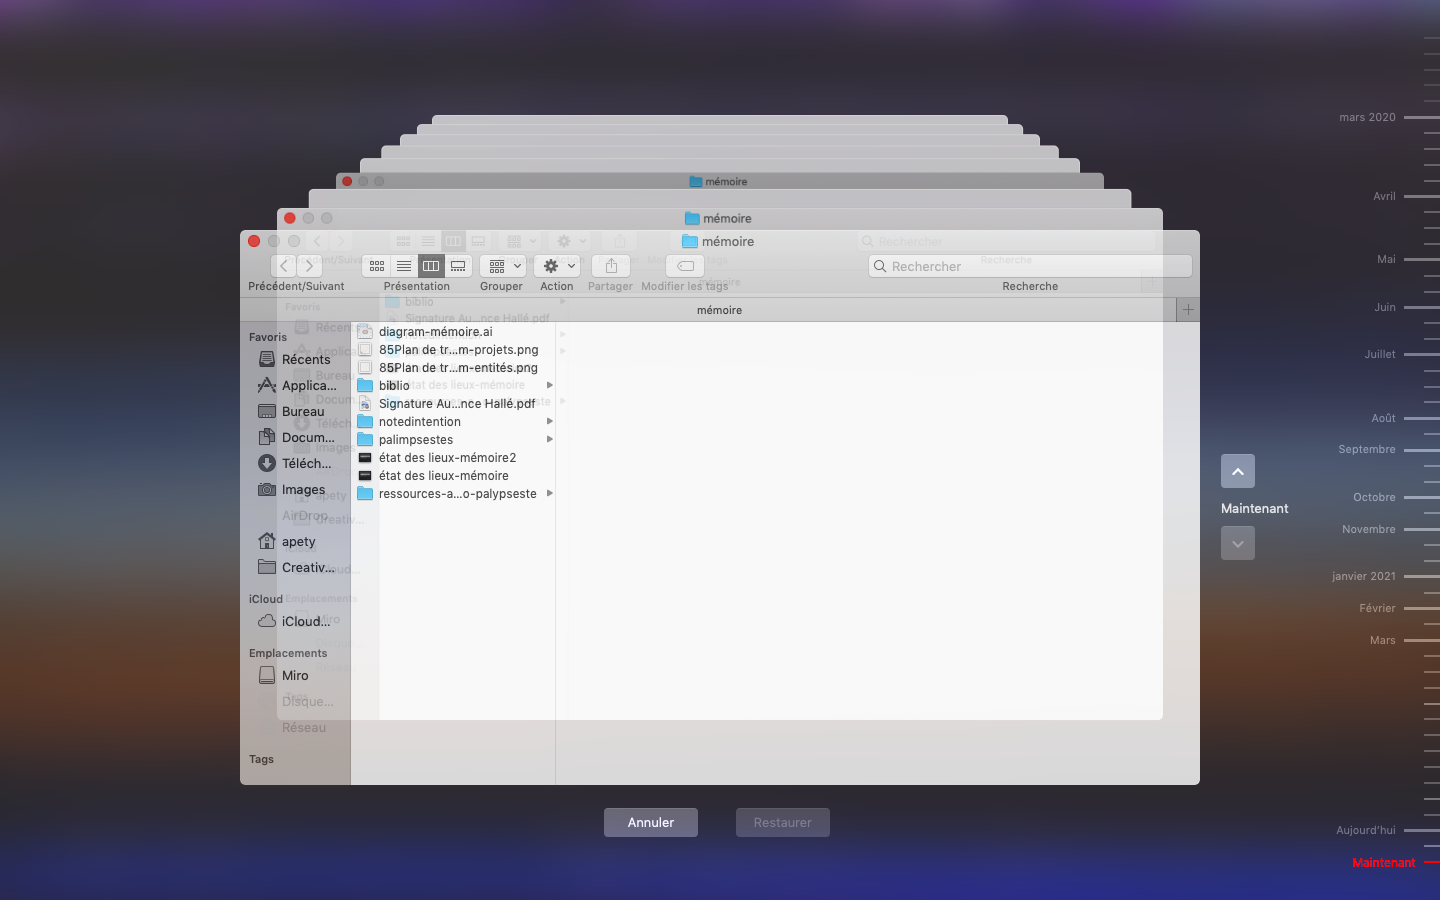 mémoire
mémoire
mémoire
Rechercher
Précédent/Suivant
Présentation
Grouper
Action
Partager
Modifier les tags
Recherche
mémoire
Favoris
Récents
Applica...
Bureau
Docum...
Téléch...
Images
AirDrop
apety
Creativ...
iCloud
iCloud...
Emplacements
Miro
Disque...
Réseau
Tags
diagram-mémoire.ai
85Plan de tr...m-projets.png
85Plan de tr...m-entités.png
biblio
Signature Au...nce Hallé.pdf
notedintention
palimpsestes
état des lieux-mémoire2
état des lieux-mémoire
ressources-a...o-palypseste
Annuler
Restaurer
Maintenant
mars 2020
Avril
Mai
Juin
Juillet
Août
Septembre
Octobre
Novembre
janvier 2021
Février
Mars
Aujourd'hui
Maintenant